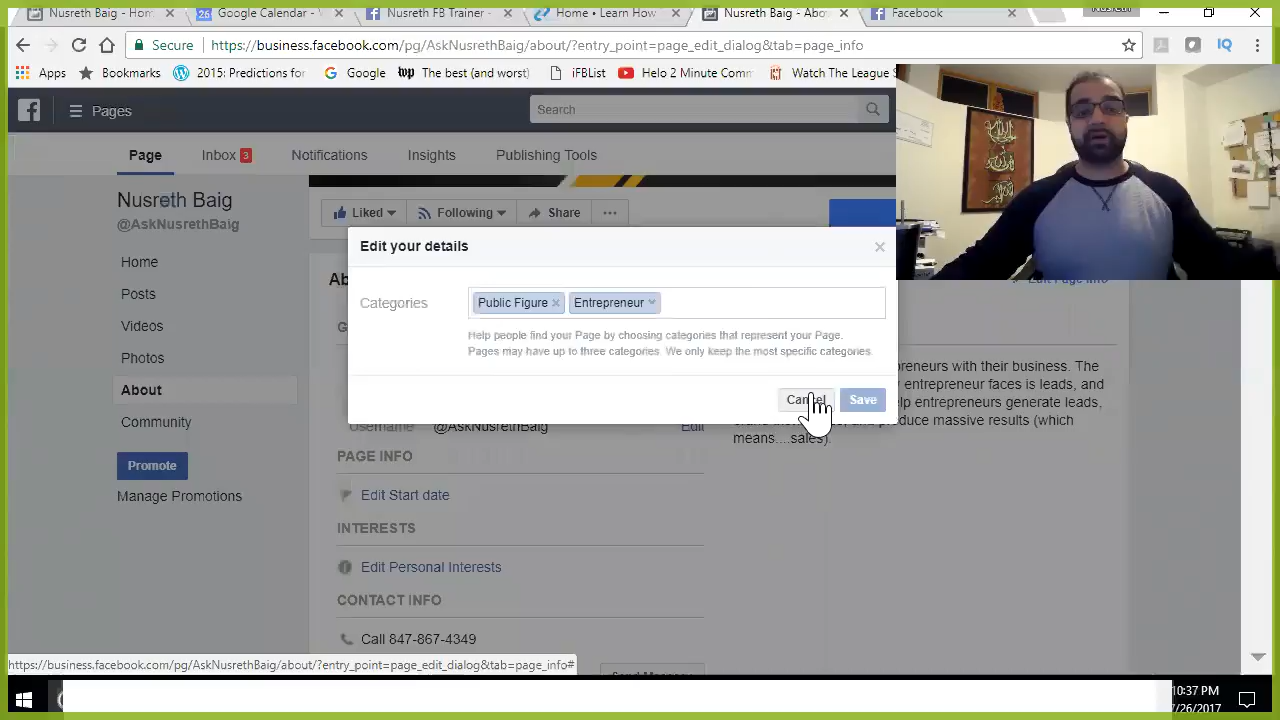 Nusreth Baig - Hom
Google Calendar - V
Nusreth FB Trainer -
Home • Learn How
Nusreth Baig - Abo
Facebook
Secure
https://business.facebook.com/pg/AskNusrethBaig/about/?entry_point=page_edit_dialog&tab=page_info
Apps
Bookmarks
2015: Predictions for
Google
The best (and worst)
iFBList
Helo 2 Minute Comm
Watch The League S
Pages
Search
Page
Inbox 3
Notifications
Insights
Publishing Tools
Nusreth Baig
@AskNusrethBaig
Home
Posts
Videos
Photos
About
Community
Promote
Manage Promotions
Liked
Following
Share
Ab
Edit your details
Categories
Public Figure
Entrepreneur
Help people find your Page by choosing categories that represent your Page.
Pages may have up to three categories. We only keep the most specific categories.
Cancel
Save
Username
@AskNusrethBaig
Edit
PAGE INFO
Edit Start date
INTERESTS
Edit Personal Interests
CONTACT INFO
Call 847-867-4349
Edit Page Info
preneurs with their business. The
entrepreneur faces is leads, and
elp entrepreneurs generate leads,
and produce massive results (which
means....sales).
https://business.facebook.com/pg/AskNusrethBaig/about/?entry_point=page_edit_dialog&tab=page_info#
10:37 PM
7/26/2017